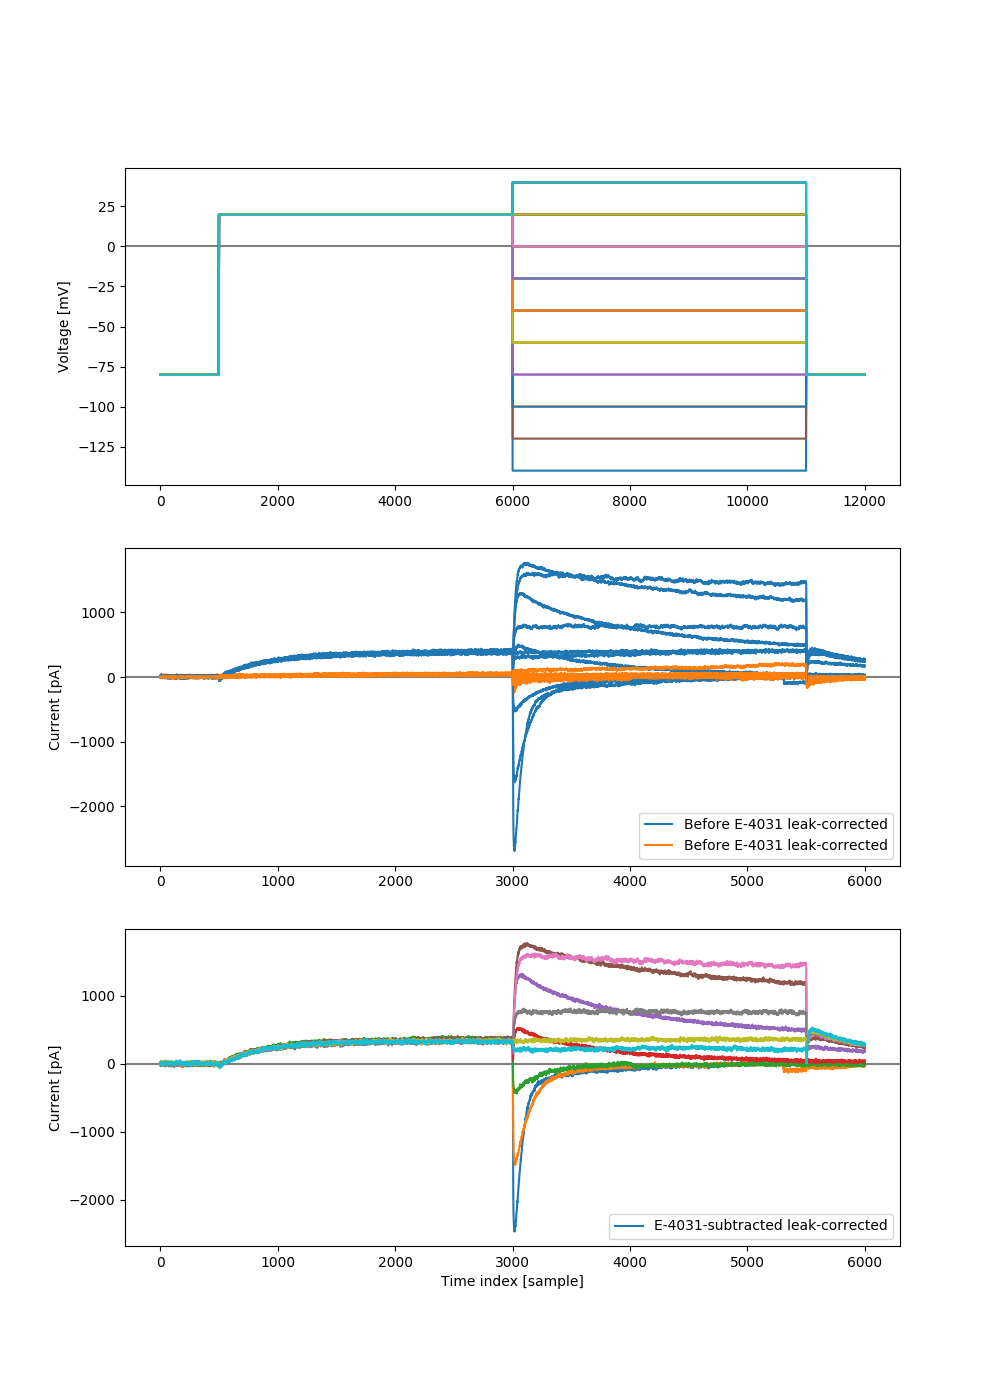 25
0
−25
−50
−75
−100
−125
Voltage [mV]
0 2000 4000 6000 8000 10000 12000
1000
0
−1000
−2000
Current [pA]
Before E-4031 leak-corrected
Before E-4031 leak-corrected
0 1000 2000 3000 4000 5000 6000
1000
0
−1000
−2000
Current [pA]
E-4031-subtracted leak-corrected
0 1000 2000 3000 4000 5000 6000
Time index [sample]